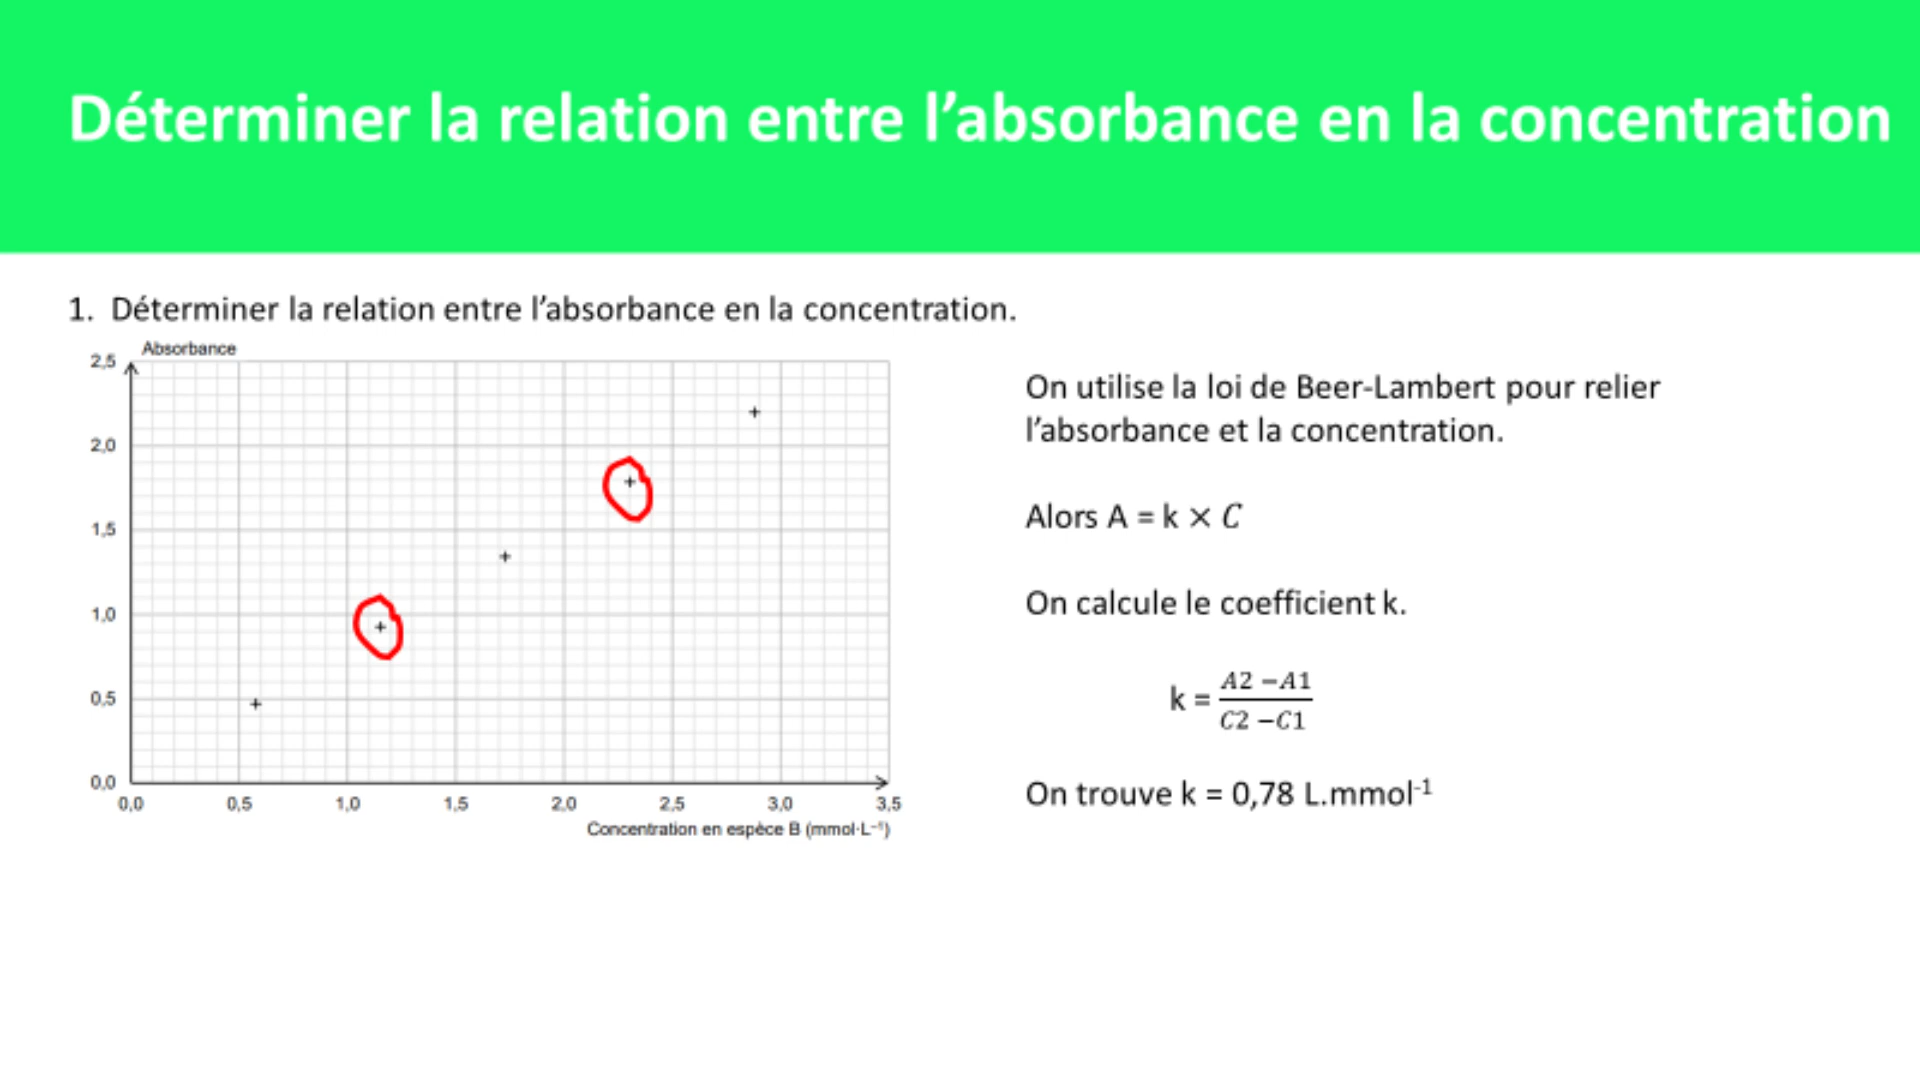 Déterminer la relation entre l’absorbance en la concentration
1. Déterminer la relation entre l’absorbance en la concentration.
Absorbance
2,5
2,0
1,5
1,0
0,5
0,0
0,0 0,5 1,0 1,5 2,0 2,5 3,0 3,5
Concentration en espèce B (mmol·L⁻¹)
On utilise la loi de Beer-Lambert pour relier
l’absorbance et la concentration.
Alors A = k × C
On calcule le coefficient k.
k = A2 − A1 / C2 − C1
On trouve k = 0,78 L.mmol⁻¹